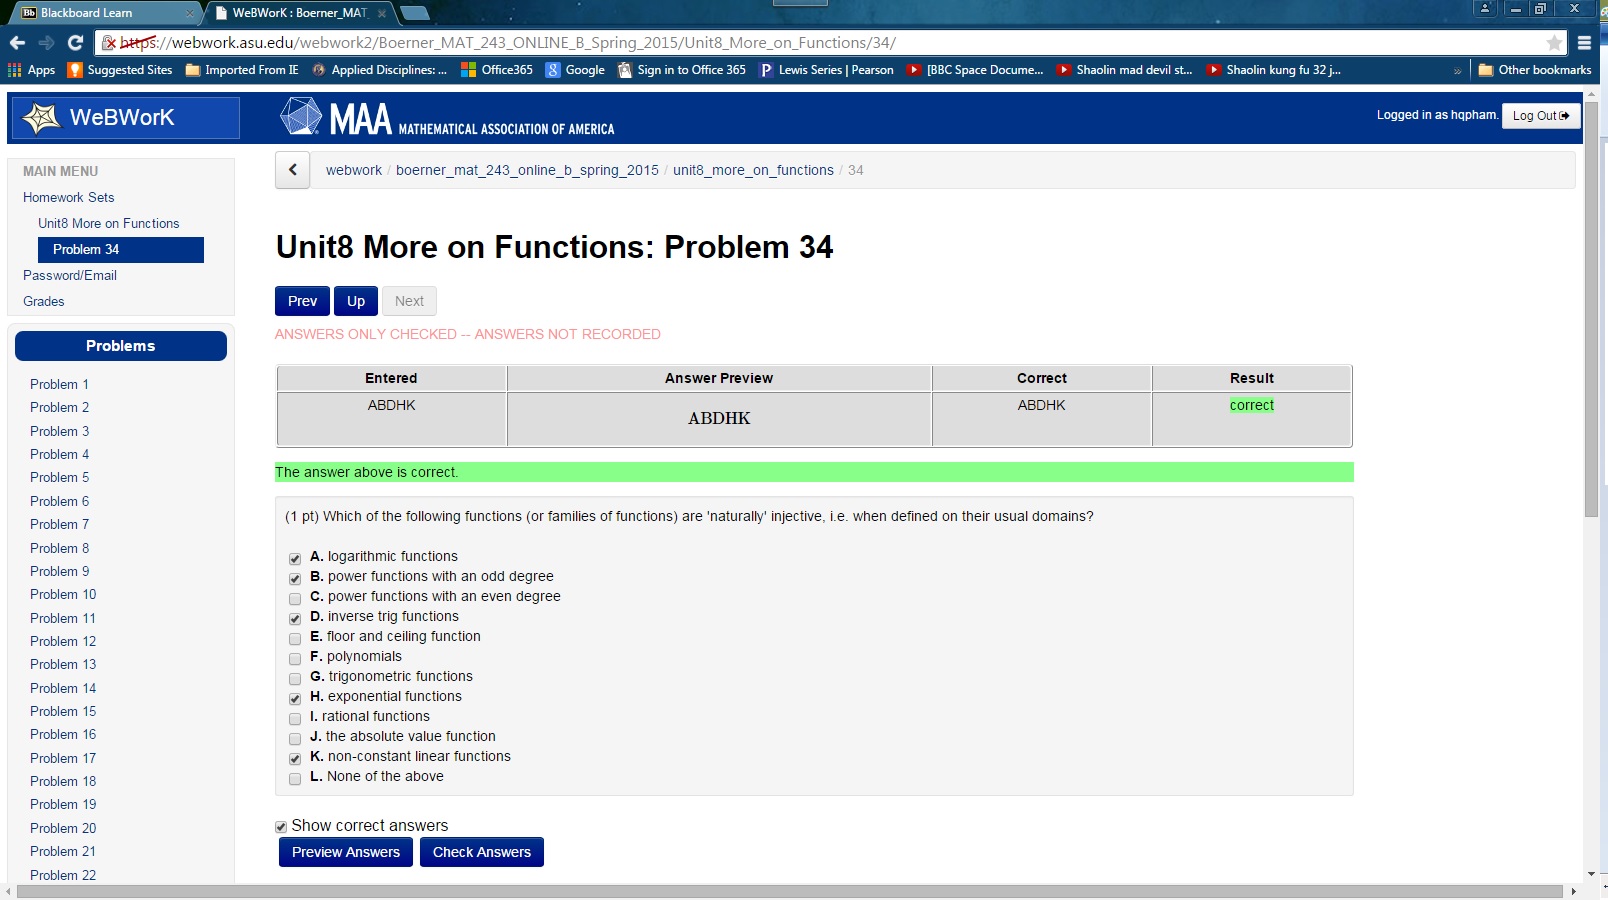 Blackboard Learn
WeBWorK : Boerner_MAT_
https://webwork.asu.edu/webwork2/Boerner_MAT_243_ONLINE_B_Spring_2015/Unit8_More_on_Functions/34/
Apps Suggested Sites Imported From IE Applied Disciplines: ... Office365 Google Sign in to Office 365 Lewis Series | Pearson [BBC Space Docume... Shaolin mad devil st... Shaolin kung fu 32 j... » Other bookmarks
WeBWorK
MAA MATHEMATICAL ASSOCIATION OF AMERICA
Logged in as hqpham. Log Out
MAIN MENU
Homework Sets
Unit8 More on Functions
Problem 34
Password/Email
Grades
Problems
Problem 1
Problem 2
Problem 3
Problem 4
Problem 5
Problem 6
Problem 7
Problem 8
Problem 9
Problem 10
Problem 11
Problem 12
Problem 13
Problem 14
Problem 15
Problem 16
Problem 17
Problem 18
Problem 19
Problem 20
Problem 21
Problem 22
webwork / boerner_mat_243_online_b_spring_2015 / unit8_more_on_functions / 34
Unit8 More on Functions: Problem 34
Prev Up Next
ANSWERS ONLY CHECKED -- ANSWERS NOT RECORDED
Entered Answer Preview Correct Result
ABDHK ABDHK ABDHK correct
The answer above is correct.
(1 pt) Which of the following functions (or families of functions) are 'naturally' injective, i.e. when defined on their usual domains?
A. logarithmic functions
B. power functions with an odd degree
C. power functions with an even degree
D. inverse trig functions
E. floor and ceiling function
F. polynomials
G. trigonometric functions
H. exponential functions
I. rational functions
J. the absolute value function
K. non-constant linear functions
L. None of the above
Show correct answers
Preview Answers Check Answers